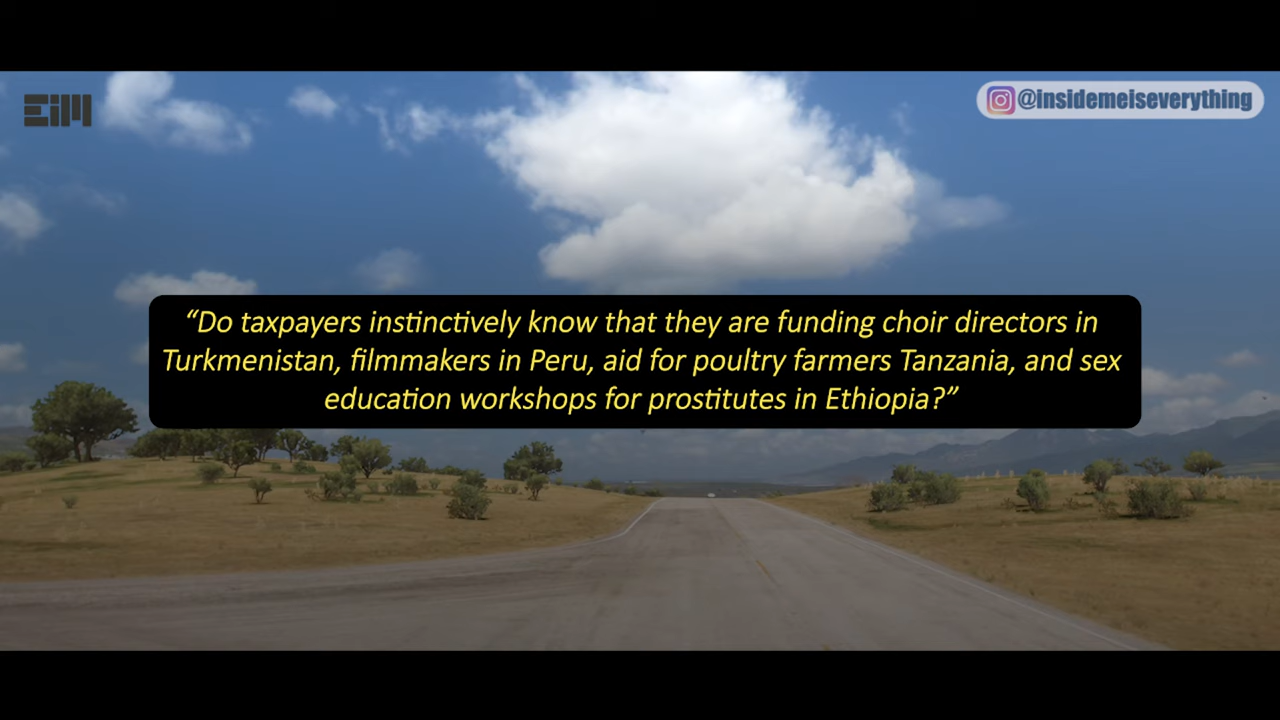 EiM
@insidemeiseverything
“Do taxpayers instinctively know that they are funding choir directors in
Turkmenistan, filmmakers in Peru, aid for poultry farmers Tanzania, and sex
education workshops for prostitutes in Ethiopia?”